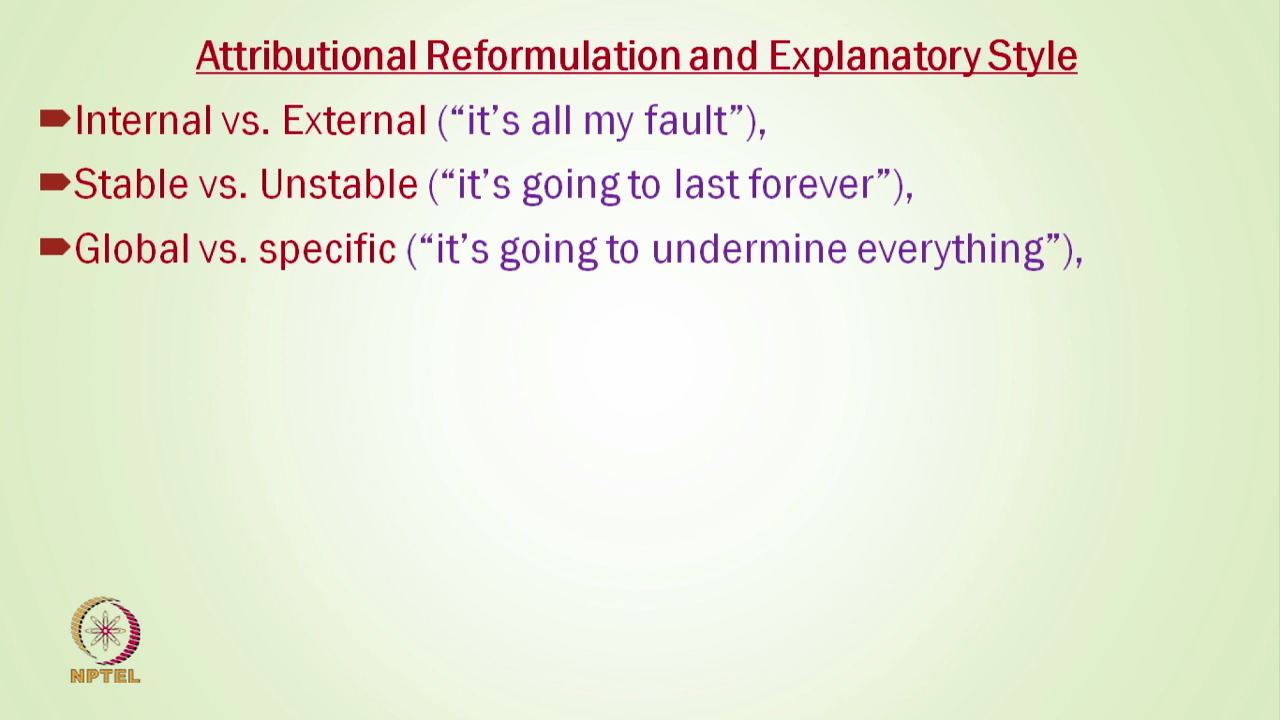 Attributional Reformulation and Explanatory Style
Internal vs. External (“it’s all my fault”),
Stable vs. Unstable (“it’s going to last forever”),
Global vs. specific (“it’s going to undermine everything”),
NPTEL